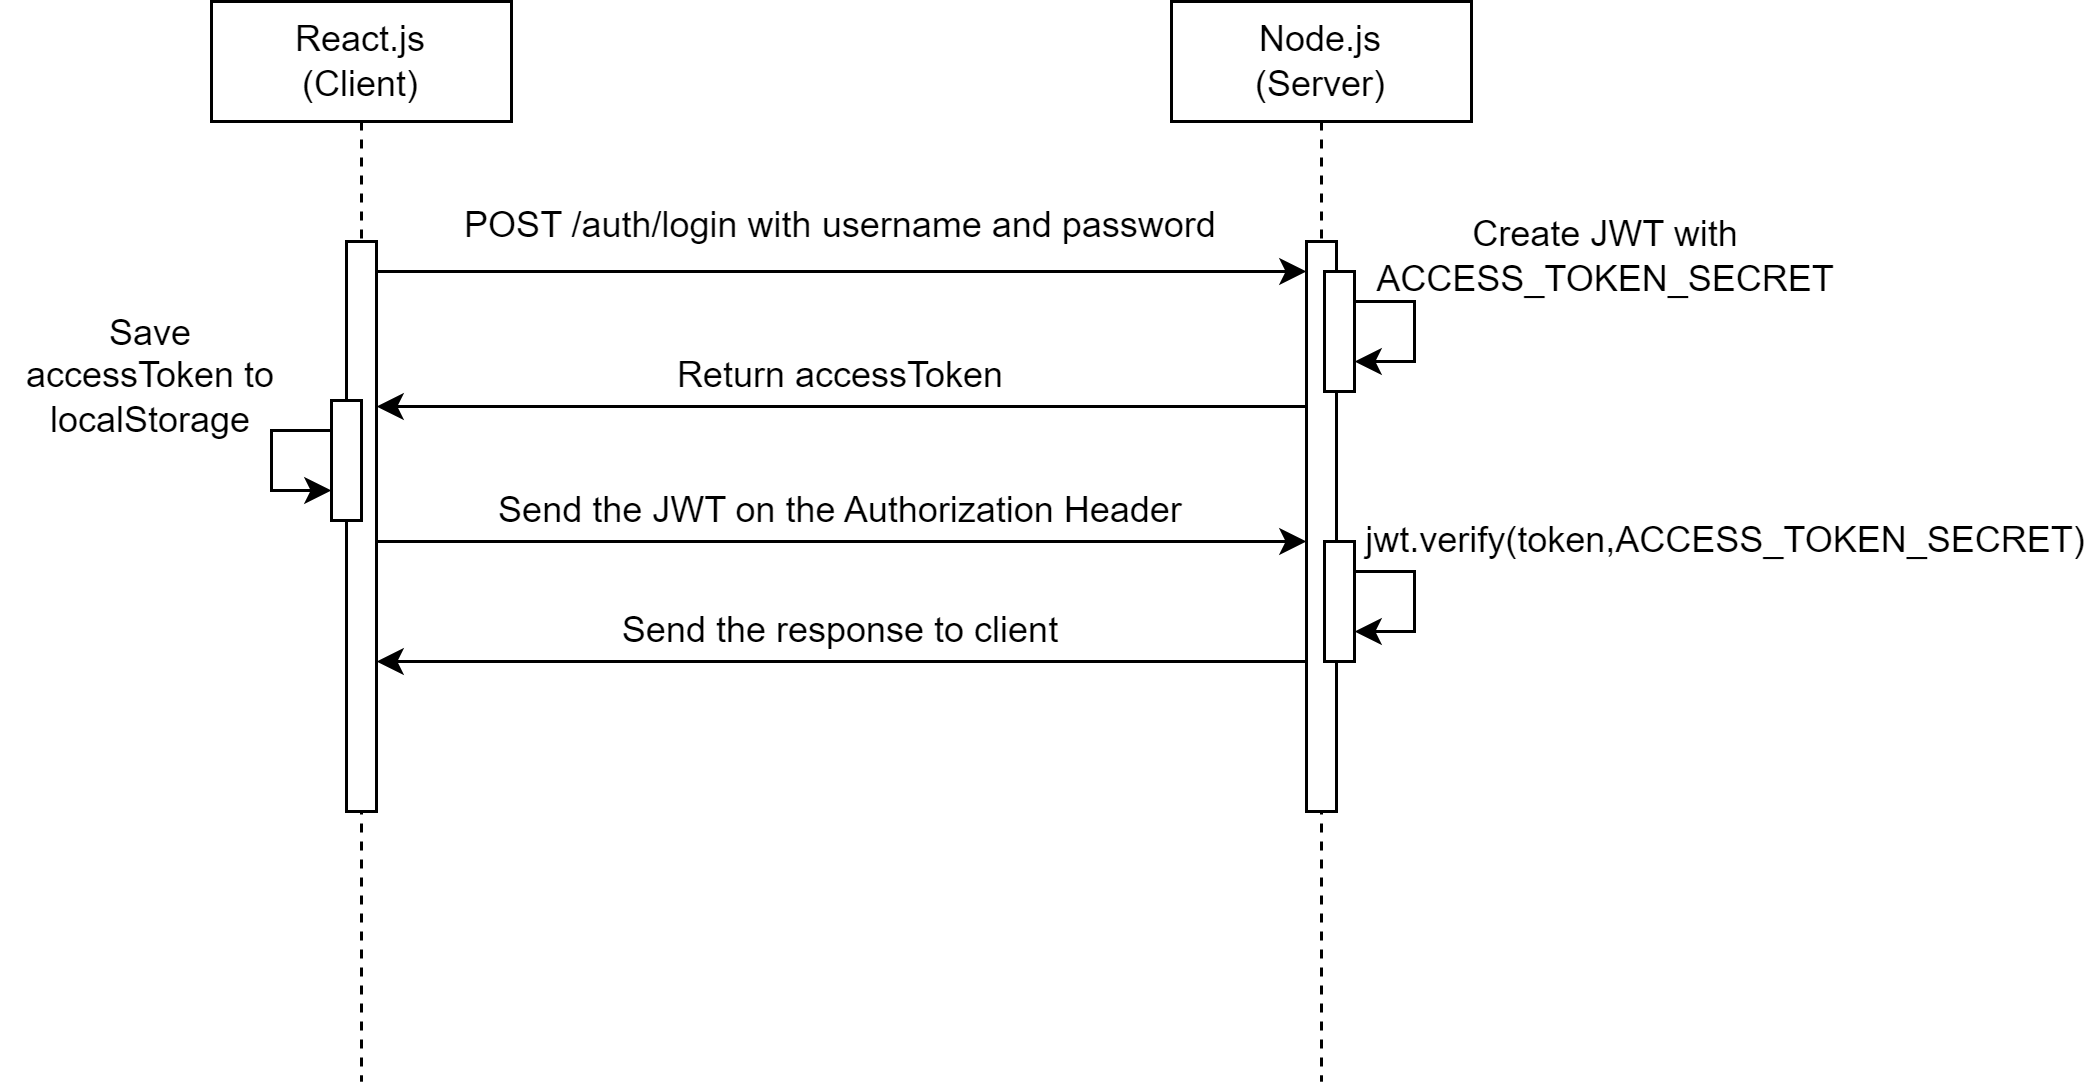 React.js
(Client)
Node.js
(Server)
POST /auth/login with username and password
Create JWT with
ACCESS_TOKEN_SECRET
Save
accessToken to
localStorage
Return accessToken
Send the JWT on the Authorization Header
jwt.verify(token,ACCESS_TOKEN_SECRET)
Send the response to client